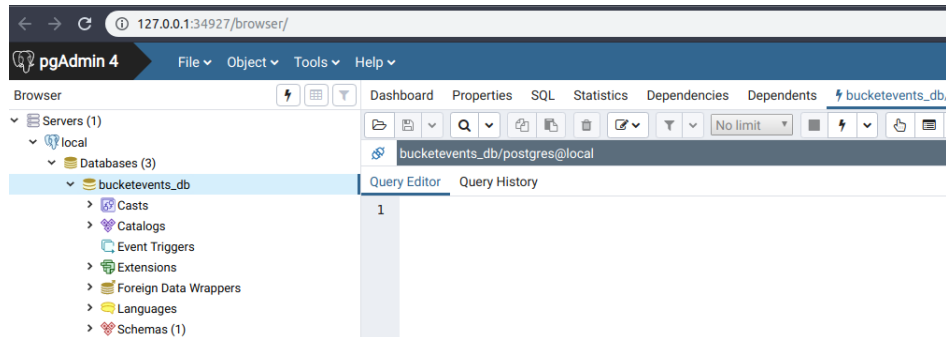 127.0.0.1:34927/browser/
pgAdmin 4 File Object Tools Help
Browser
Servers (1)
local
Databases (3)
bucketevents_db
Casts
Catalogs
Event Triggers
Extensions
Foreign Data Wrappers
Languages
Schemas (1)
Dashboard Properties SQL Statistics Dependencies Dependents bucketevents_db/
No limit
bucketevents_db/postgres@local
Query Editor Query History
1